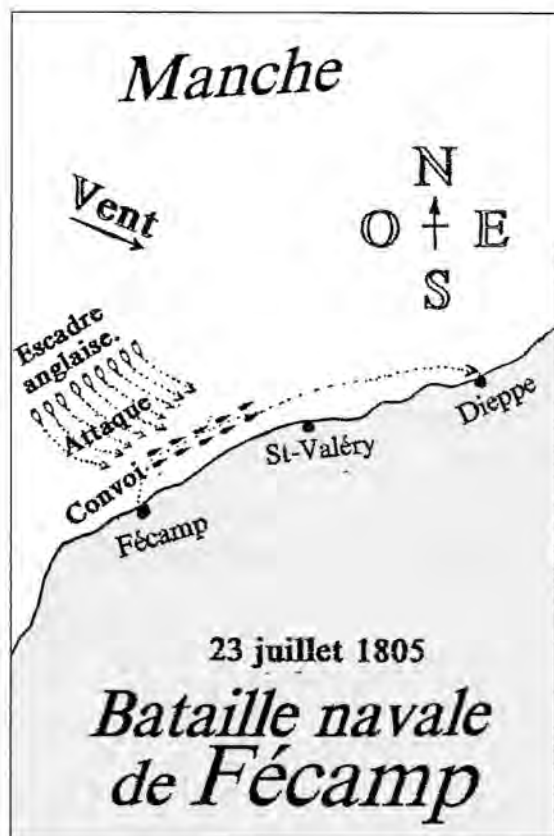 Manche
N
O E
S
Vent
Escadre
anglaise.
Attaque
Convoi
Dieppe
St-Valéry
Fécamp
23 juillet 1805
Bataille navale
de Fécamp